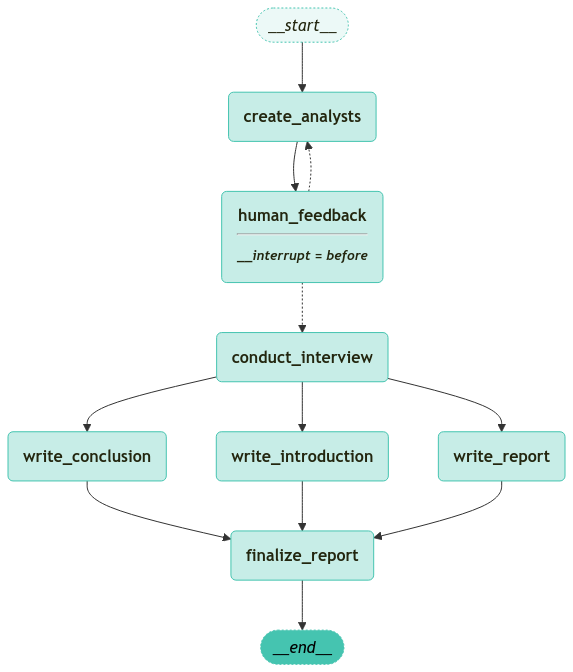 __start__
create_analysts
human_feedback
__interrupt = before
conduct_interview
write_conclusion
write_introduction
write_report
finalize_report
__end__